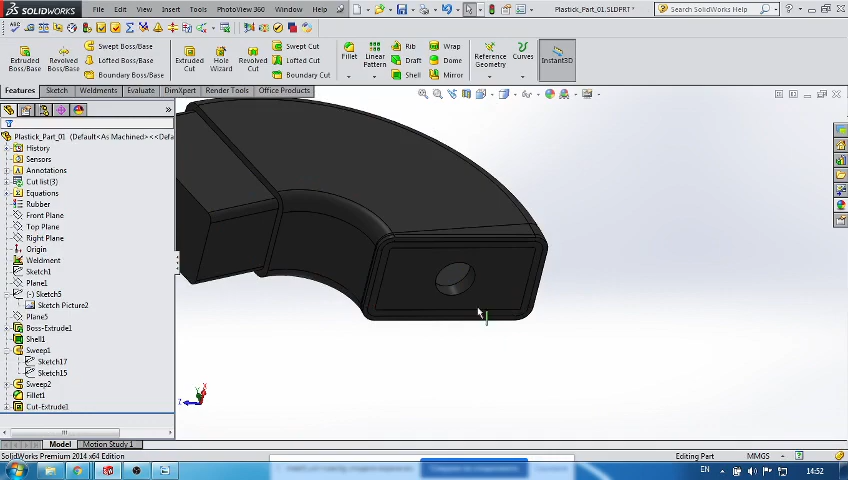 SOLIDWORKS File Edit View Insert Tools PhotoView 360 Window Help Plastick_Part_01.SLDPRT * Search SolidWorks Help
Extruded Boss/Base
Revolved Boss/Base
Swept Boss/Base
Lofted Boss/Base
Boundary Boss/Base
Extruded Cut
Hole Wizard
Revolved Cut
Swept Cut
Lofted Cut
Boundary Cut
Fillet
Linear Pattern
Rib
Draft
Shell
Wrap
Dome
Mirror
Reference Geometry
Curves
Instant3D
Features Sketch Weldments Evaluate DimXpert Render Tools Office Products
Plastick_Part_01 (Default<As Machined><<Defa
History
Sensors
Annotations
Cut list(3)
Equations
Rubber
Front Plane
Top Plane
Right Plane
Origin
Weldment
Sketch1
Plane1
(-) Sketch5
Sketch Picture2
Plane5
Boss-Extrude1
Shell1
Sweep1
Sketch17
Sketch15
Sweep2
Fillet1
Cut-Extrude1
Y X
Z
Model Motion Study 1
SolidWorks Premium 2014 x64 Edition Editing Part MMGS
EN 14:52